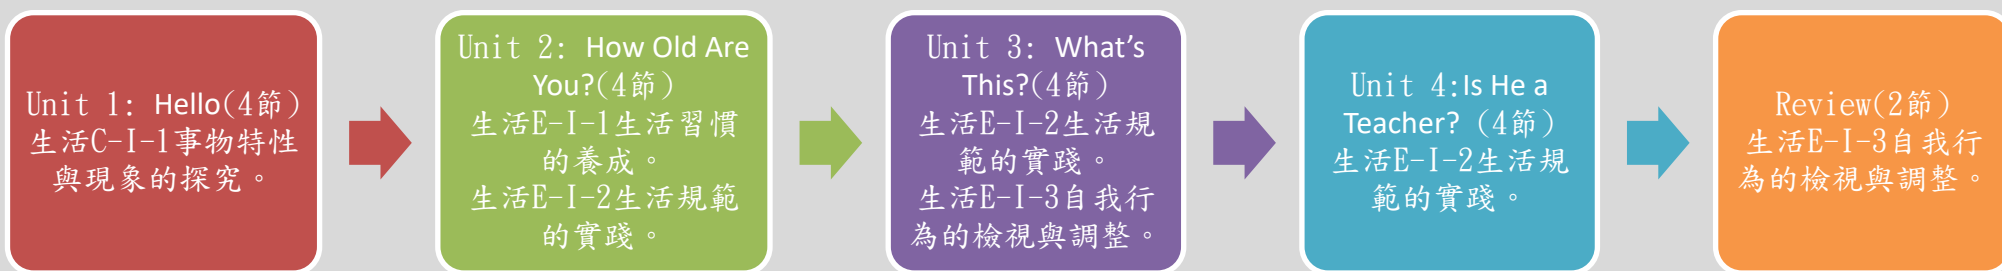 Unit 1: Hello(4節)
生活C-I-1事物特性
與現象的探究。
Unit 2: How Old Are
You?(4節)
生活E-I-1生活習慣
的養成。
生活E-I-2生活規範
的實踐。
Unit 3: What’s
This?(4節)
生活E-I-2生活規
範的實踐。
生活E-I-3自我行
為的檢視與調整。
Unit 4:Is He a
Teacher? (4節)
生活E-I-2生活規
範的實踐。
Review(2節)
生活E-I-3自我行
為的檢視與調整。